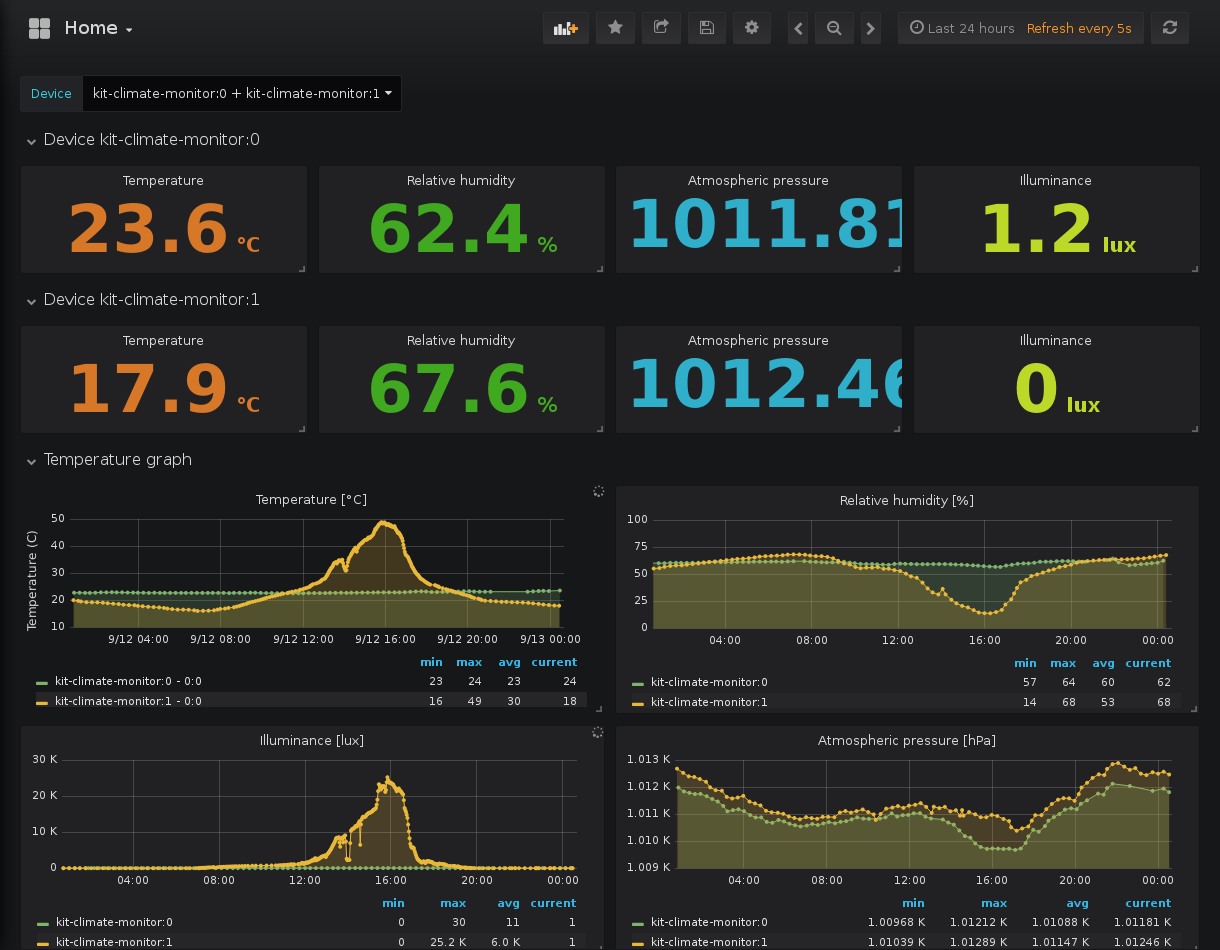 Home
Last 24 hours Refresh every 5s
Device kit-climate-monitor:0 + kit-climate-monitor:1
Device kit-climate-monitor:0
Temperature Relative humidity Atmospheric pressure Illuminance
23.6 °C 62.4 % 1011.81 1.2 lux
Device kit-climate-monitor:1
Temperature Relative humidity Atmospheric pressure Illuminance
17.9 °C 67.6 % 1012.46 0 lux
Temperature graph
Temperature [°C]
Temperature (C)
50
40
30
20
10
9/12 04:00 9/12 08:00 9/12 12:00 9/12 16:00 9/12 20:00 9/13 00:00
min max avg current
kit-climate-monitor:0 - 0:0 23 24 23 24
kit-climate-monitor:1 - 0:0 16 49 30 18
Relative humidity [%]
100
75
50
25
0
04:00 08:00 12:00 16:00 20:00 00:00
min max avg current
kit-climate-monitor:0 57 64 60 62
kit-climate-monitor:1 14 68 53 68
Illuminance [lux]
30 K
20 K
10 K
0
04:00 08:00 12:00 16:00 20:00 00:00
min max avg current
kit-climate-monitor:0 0 30 11 1
kit-climate-monitor:1 0 25.2 K 6.0 K 1
Atmospheric pressure [hPa]
1.013 K
1.012 K
1.011 K
1.010 K
1.009 K
04:00 08:00 12:00 16:00 20:00 00:00
min max avg current
kit-climate-monitor:0 1.00968 K 1.01212 K 1.01088 K 1.01181 K
kit-climate-monitor:1 1.01039 K 1.01289 K 1.01147 K 1.01246 K